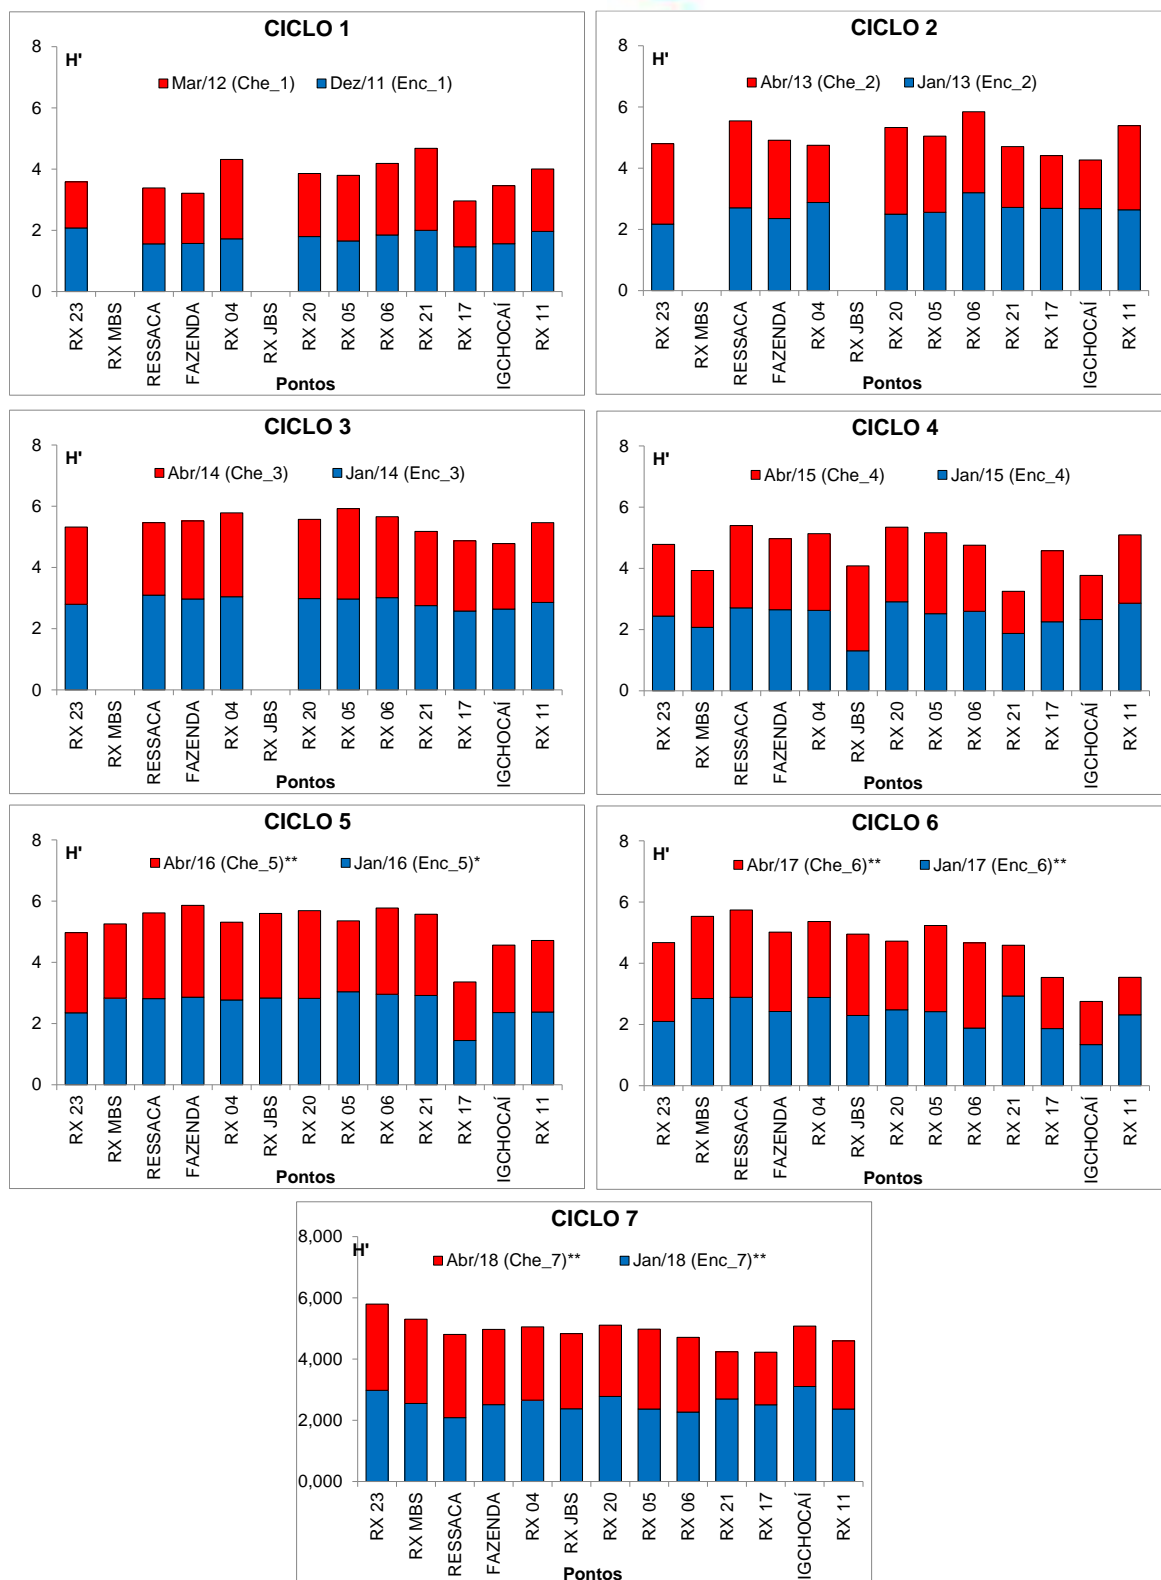 CICLO 1
8
H'
Mar/12 (Che_1) Dez/11 (Enc_1)
6
4
2
0
RX 23 RX MBS RESSACA FAZENDA RX 04 RX JBS RX 20 RX 05 RX 06 RX 21 RX 17 IGCHOCAÍ RX 11
Pontos
CICLO 2
8
H'
Abr/13 (Che_2) Jan/13 (Enc_2)
6
4
2
0
RX 23 RX MBS RESSACA FAZENDA RX 04 RX JBS RX 20 RX 05 RX 06 RX 21 RX 17 IGCHOCAÍ RX 11
Pontos
CICLO 3
8
H'
Abr/14 (Che_3) Jan/14 (Enc_3)
6
4
2
0
RX 23 RX MBS RESSACA FAZENDA RX 04 RX JBS RX 20 RX 05 RX 06 RX 21 RX 17 IGCHOCAÍ RX 11
Pontos
CICLO 4
8
H'
Abr/15 (Che_4) Jan/15 (Enc_4)
6
4
2
0
RX 23 RX MBS RESSACA FAZENDA RX 04 RX JBS RX 20 RX 05 RX 06 RX 21 RX 17 IGCHOCAÍ RX 11
Pontos
CICLO 5
8
H'
Abr/16 (Che_5)** Jan/16 (Enc_5)*
6
4
2
0
RX 23 RX MBS RESSACA FAZENDA RX 04 RX JBS RX 20 RX 05 RX 06 RX 21 RX 17 IGCHOCAÍ RX 11
Pontos
CICLO 6
8
H'
Abr/17 (Che_6)** Jan/17 (Enc_6)**
6
4
2
0
RX 23 RX MBS RESSACA FAZENDA RX 04 RX JBS RX 20 RX 05 RX 06 RX 21 RX 17 IGCHOCAÍ RX 11
Pontos
CICLO 7
8,000
H'
Abr/18 (Che_7)** Jan/18 (Enc_7)**
6,000
4,000
2,000
0,000
RX 23 RX MBS RESSACA FAZENDA RX 04 RX JBS RX 20 RX 05 RX 06 RX 21 RX 17 IGCHOCAÍ RX 11
Pontos